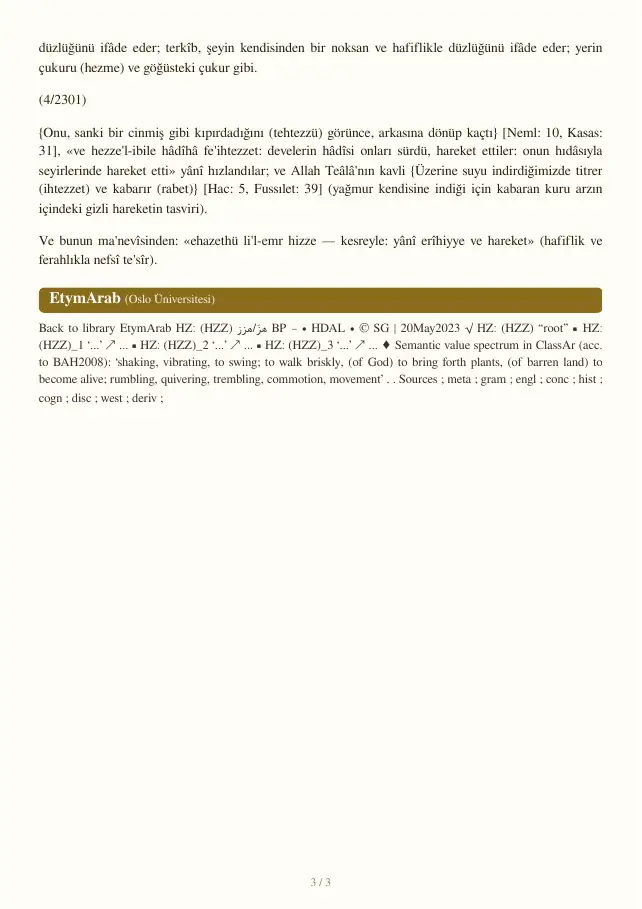 düzlüğünü ifâde eder; terkîb, şeyin kendisinden bir noksan ve hafiflikle düzlüğünü ifâde eder; yerin
çukuru (hezme) ve göğüsteki çukur gibi.
(4/2301)
{Onu, sanki bir cinmiş gibi kıpırdadığını (tehtezzü) görünce, arkasına dönüp kaçtı} [Neml: 10, Kasas:
31], «ve hezze'l-ibile hâdîhâ fe'ihtezzet: develerin hâdîsi onları sürdü, hareket ettiler: onun hıdâsıyla
seyirlerinde hareket etti» yânî hızlandılar; ve Allah Teâlâ'nın kavli {Üzerine suyu indirdiğimizde titrer
(ihtezzet) ve kabarır (rabet)} [Hac: 5, Fussılet: 39] (yağmur kendisine indiği için kabaran kuru arzın
içindeki gizli hareketin tasviri).
Ve bunun ma'nevîsinden: «ehazethü li'l-emr hizze — kesreyle: yânî erîhiyye ve hareket» (hafiflik ve
ferahlıkla nefsî te'sîr).
EtymArab (Oslo Üniversitesi)
Back to library EtymArab HZ: (HZZ) هزّ/هزز BP – • HDAL • © SG | 20May2023 √ HZ: (HZZ) “root” ▪ HZ:
(HZZ)_1 ‘...’ ↗ ... ▪ HZ: (HZZ)_2 ‘...’ ↗ ... ▪ HZ: (HZZ)_3 ‘...’ ↗ ... ♦ Semantic value spectrum in ClassAr (acc.
to BAH2008): ‘shaking, vibrating, to swing; to walk briskly, (of God) to bring forth plants, (of barren land) to
become alive; rumbling, quivering, trembling, commotion, movement’ . . Sources ; meta ; gram ; engl ; conc ; hist ;
cogn ; disc ; west ; deriv ;
3 / 3